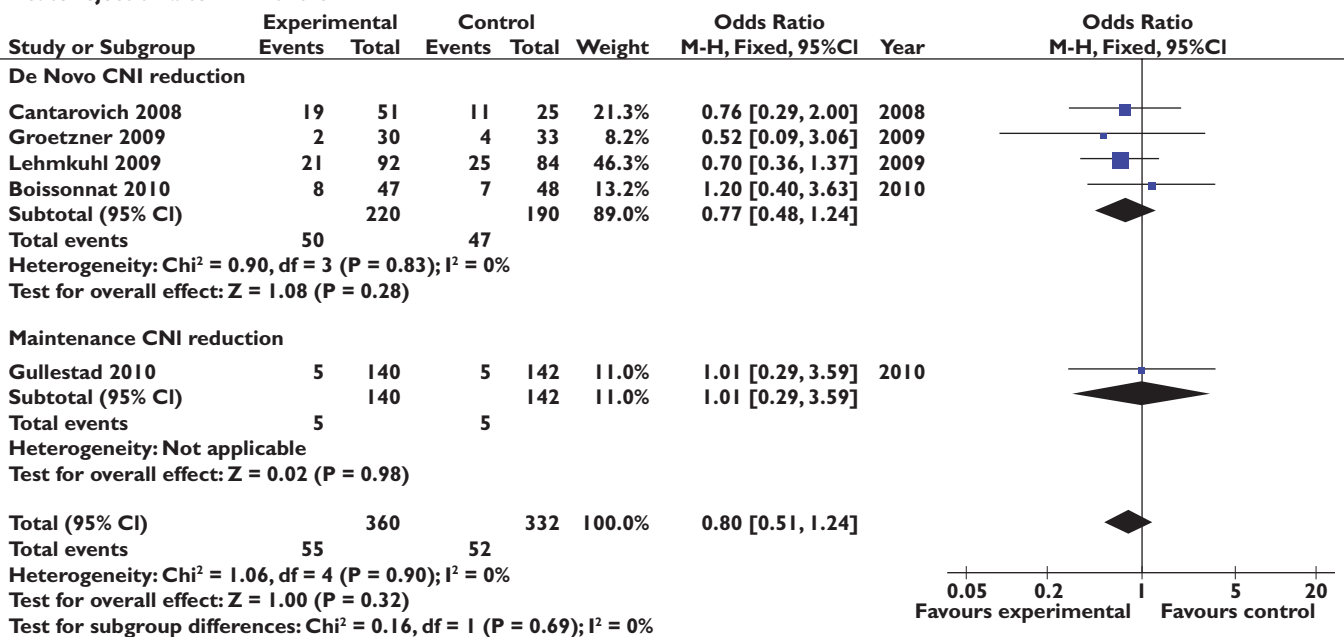 Experimental Control Odds Ratio Odds Ratio
Study or Subgroup Events Total Events Total Weight M-H, Fixed, 95%CI Year M-H, Fixed, 95%CI
De Novo CNI reduction
Cantarovich 2008 19 51 11 25 21.3% 0.76 [0.29, 2.00] 2008
Groetzner 2009 2 30 4 33 8.2% 0.52 [0.09, 3.06] 2009
Lehmkuhl 2009 21 92 25 84 46.3% 0.70 [0.36, 1.37] 2009
Boissonnat 2010 8 47 7 48 13.2% 1.20 [0.40, 3.63] 2010
Subtotal (95% CI) 220 190 89.0% 0.77 [0.48, 1.24]
Total events 50 47
Heterogeneity: Chi² = 0.90, df = 3 (P = 0.83); I² = 0%
Test for overall effect: Z = 1.08 (P = 0.28)
Maintenance CNI reduction
Gullestad 2010 5 140 5 142 11.0% 1.01 [0.29, 3.59] 2010
Subtotal (95% CI) 140 142 11.0% 1.01 [0.29, 3.59]
Total events 5 5
Heterogeneity: Not applicable
Test for overall effect: Z = 0.02 (P = 0.98)
Total (95% CI) 360 332 100.0% 0.80 [0.51, 1.24]
Total events 55 52
Heterogeneity: Chi² = 1.06, df = 4 (P = 0.90); I² = 0%
Test for overall effect: Z = 1.00 (P = 0.32)
Test for subgroup differences: Chi² = 0.16, df = 1 (P = 0.69); I² = 0%
0.05 0.2 1 5 20
Favours experimental Favours control